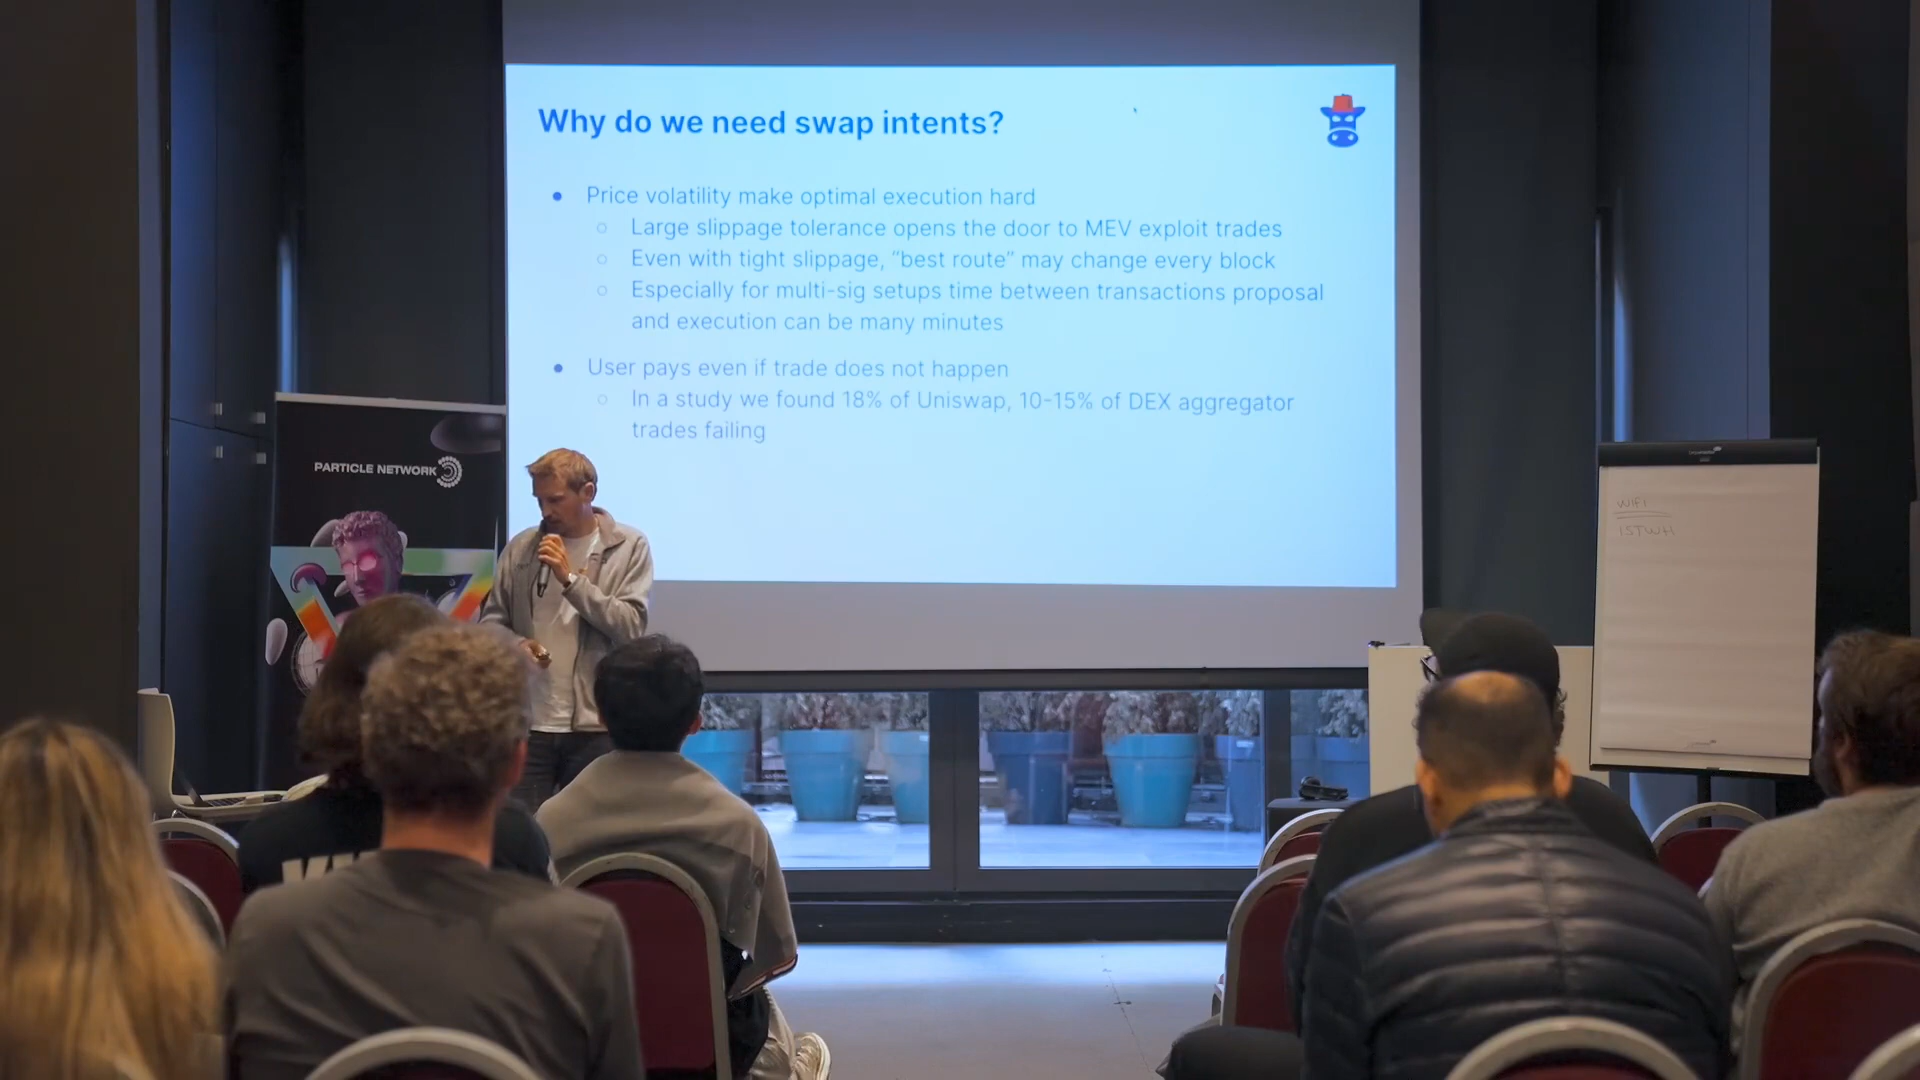 Why do we need swap intents?
Price volatility make optimal execution hard
Large slippage tolerance opens the door to MEV exploit trades
Even with tight slippage, “best route” may change every block
Especially for multi-sig setups time between transactions proposal
and execution can be many minutes
User pays even if trade does not happen
In a study we found 18% of Uniswap, 10-15% of DEX aggregator
trades failing
PARTICLE NETWORK
WiFi
ISTWH